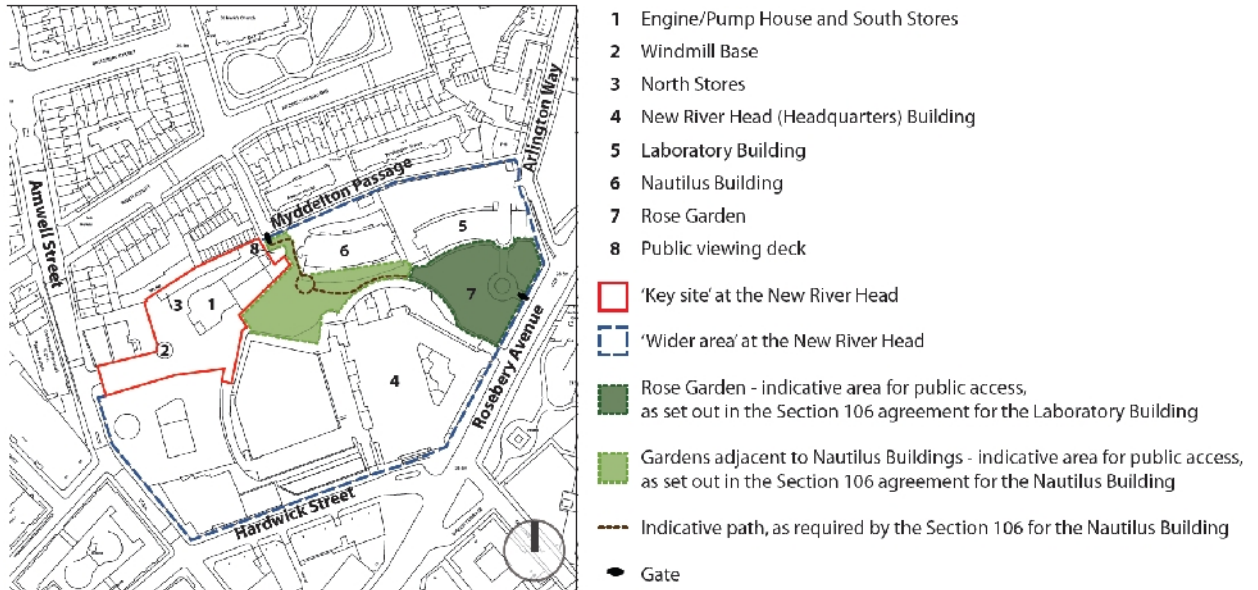 Amwell Street
Myddelton Passage
Arlington Way
Rosebery Avenue
Hardwick Street
8
6
5
3
1
7
2
4
1 Engine/Pump House and South Stores
2 Windmill Base
3 North Stores
4 New River Head (Headquarters) Building
5 Laboratory Building
6 Nautilus Building
7 Rose Garden
8 Public viewing deck
'Key site' at the New River Head
'Wider area' at the New River Head
Rose Garden - indicative area for public access,
as set out in the Section 106 agreement for the Laboratory Building
Gardens adjacent to Nautilus Buildings - indicative area for public access,
as set out in the Section 106 agreement for the Nautilus Building
Indicative path, as required by the Section 106 for the Nautilus Building
Gate